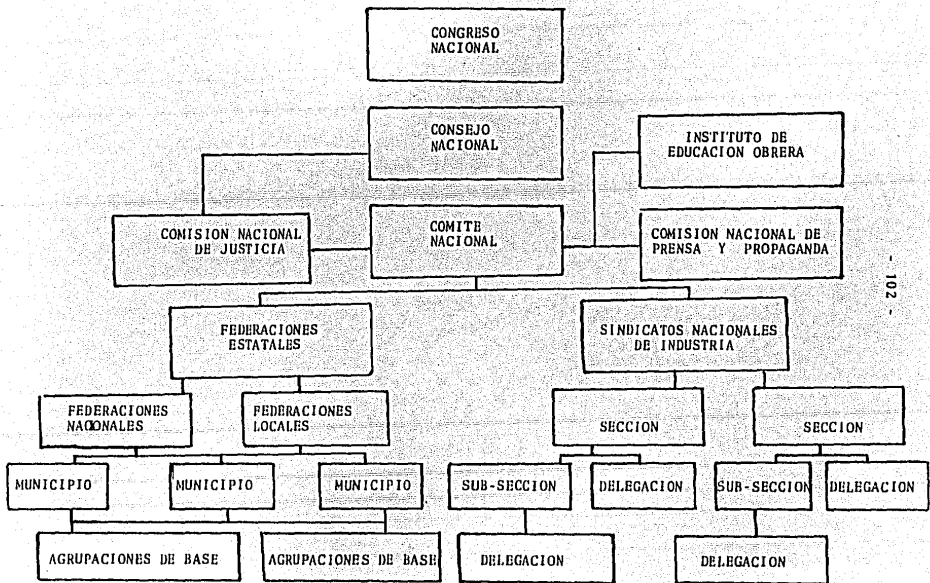 CONGRESO
NACIONAL
CONSEJO
NACIONAL
INSTITUTO DE
EDUCACION OBRERA
COMISION NACIONAL
DE JUSTICIA
COMITE
NACIONAL
COMISION NACIONAL DE
PRENSA Y PROPAGANDA
- 102 -
FEDERACIONES
ESTATALES
SINDICATOS NACIONALES
DE INDUSTRIA
FEDERACIONES
NACIONALES
FEDERACIONES
LOCALES
SECCION
SECCION
MUNICIPIO
MUNICIPIO
MUNICIPIO
SUB-SECCION
DELEGACION
SUB-SECCION
DELEGACION
AGRUPACIONES DE BASE
AGRUPACIONES DE BASE
DELEGACION
DELEGACION